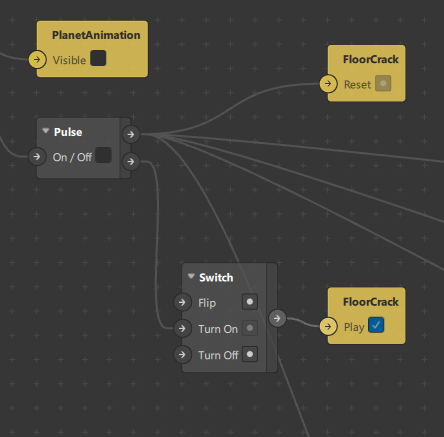 PlanetAnimation
Visible
FloorCrack
Reset
Pulse
On / Off
Switch
Flip
Turn On
Turn Off
FloorCrack
Play